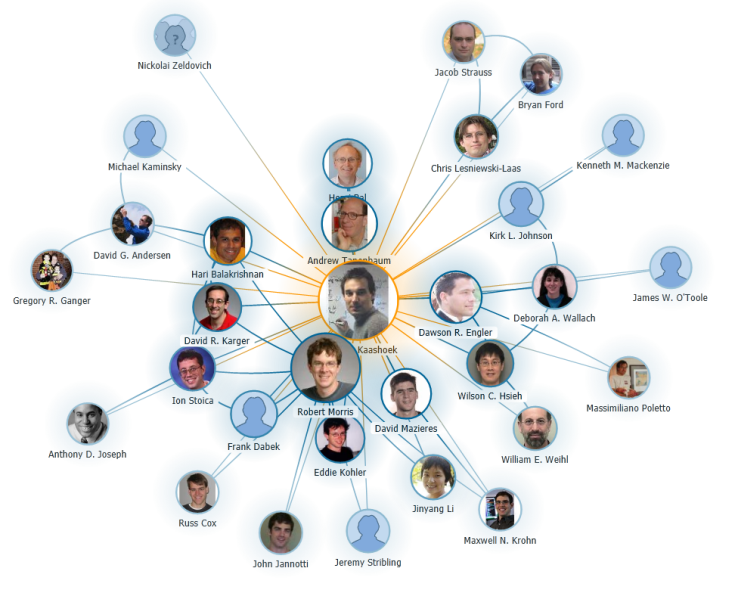 Nickolai Zeldovich
Jacob Strauss
Bryan Ford
Michael Kaminsky
Chris Lesniewski-Laas
Kenneth M. Mackenzie
Kirk L. Johnson
David G. Andersen
Andrew Tanenbaum
Hari Balakrishnan
Gregory R. Ganger
James W. O'Toole
Deborah A. Wallach
Dawson R. Engler
David R. Karger
Kaashoek
Wilson C. Hsieh
Ion Stoica
Robert Morris
Massimiliano Poletto
David Mazieres
Frank Dabek
Anthony D. Joseph
William E. Weihl
Eddie Kohler
Jinyang Li
Russ Cox
Maxwell N. Krohn
John Jannotti
Jeremy Stribling